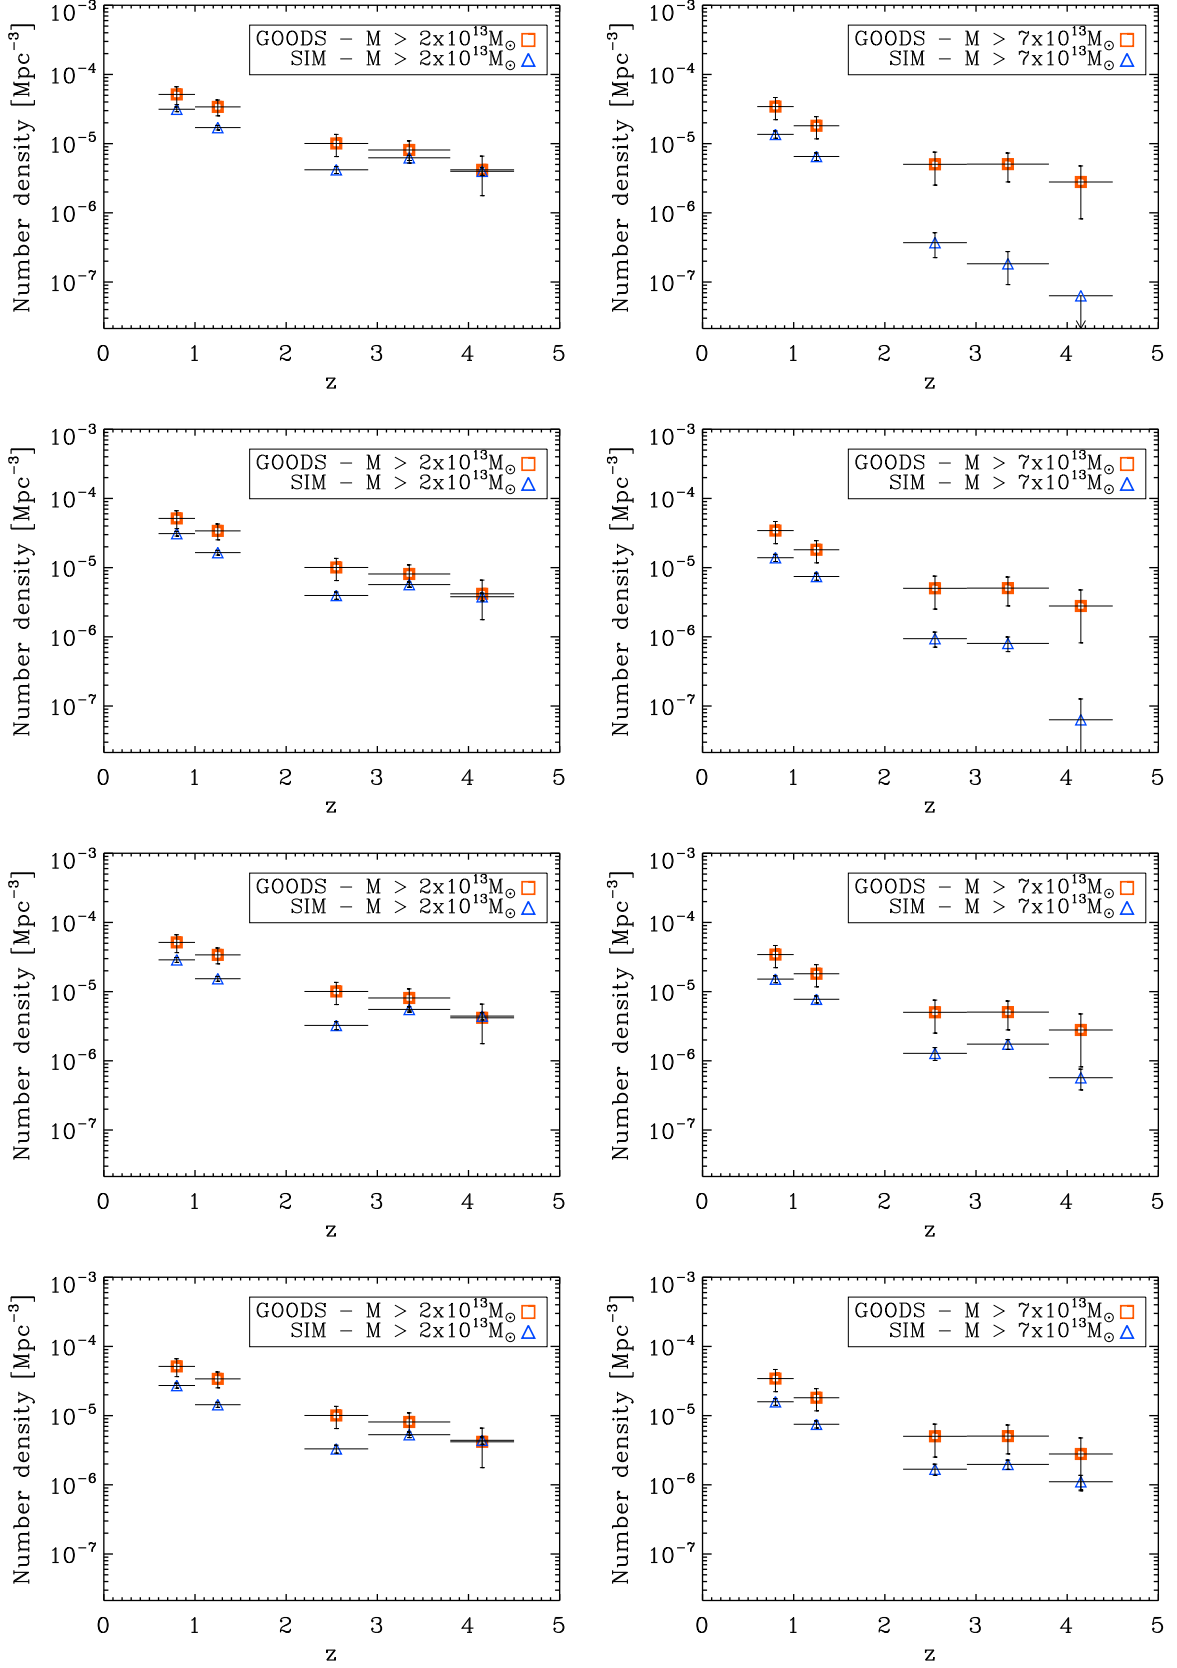 GOODS – M > 2x10¹³M☉
SIM – M > 2x10¹³M☉
10⁻³
10⁻⁴
10⁻⁵
10⁻⁶
10⁻⁷
Number density [Mpc⁻³]
0 1 2 3 4 5
z
GOODS – M > 7x10¹³M☉
SIM – M > 7x10¹³M☉
10⁻³
10⁻⁴
10⁻⁵
10⁻⁶
10⁻⁷
Number density [Mpc⁻³]
0 1 2 3 4 5
z
GOODS – M > 2x10¹³M☉
SIM – M > 2x10¹³M☉
10⁻³
10⁻⁴
10⁻⁵
10⁻⁶
10⁻⁷
Number density [Mpc⁻³]
0 1 2 3 4 5
z
GOODS – M > 7x10¹³M☉
SIM – M > 7x10¹³M☉
10⁻³
10⁻⁴
10⁻⁵
10⁻⁶
10⁻⁷
Number density [Mpc⁻³]
0 1 2 3 4 5
z
GOODS – M > 2x10¹³M☉
SIM – M > 2x10¹³M☉
10⁻³
10⁻⁴
10⁻⁵
10⁻⁶
10⁻⁷
Number density [Mpc⁻³]
0 1 2 3 4 5
z
GOODS – M > 7x10¹³M☉
SIM – M > 7x10¹³M☉
10⁻³
10⁻⁴
10⁻⁵
10⁻⁶
10⁻⁷
Number density [Mpc⁻³]
0 1 2 3 4 5
z
GOODS – M > 2x10¹³M☉
SIM – M > 2x10¹³M☉
10⁻³
10⁻⁴
10⁻⁵
10⁻⁶
10⁻⁷
Number density [Mpc⁻³]
0 1 2 3 4 5
z
GOODS – M > 7x10¹³M☉
SIM – M > 7x10¹³M☉
10⁻³
10⁻⁴
10⁻⁵
10⁻⁶
10⁻⁷
Number density [Mpc⁻³]
0 1 2 3 4 5
z